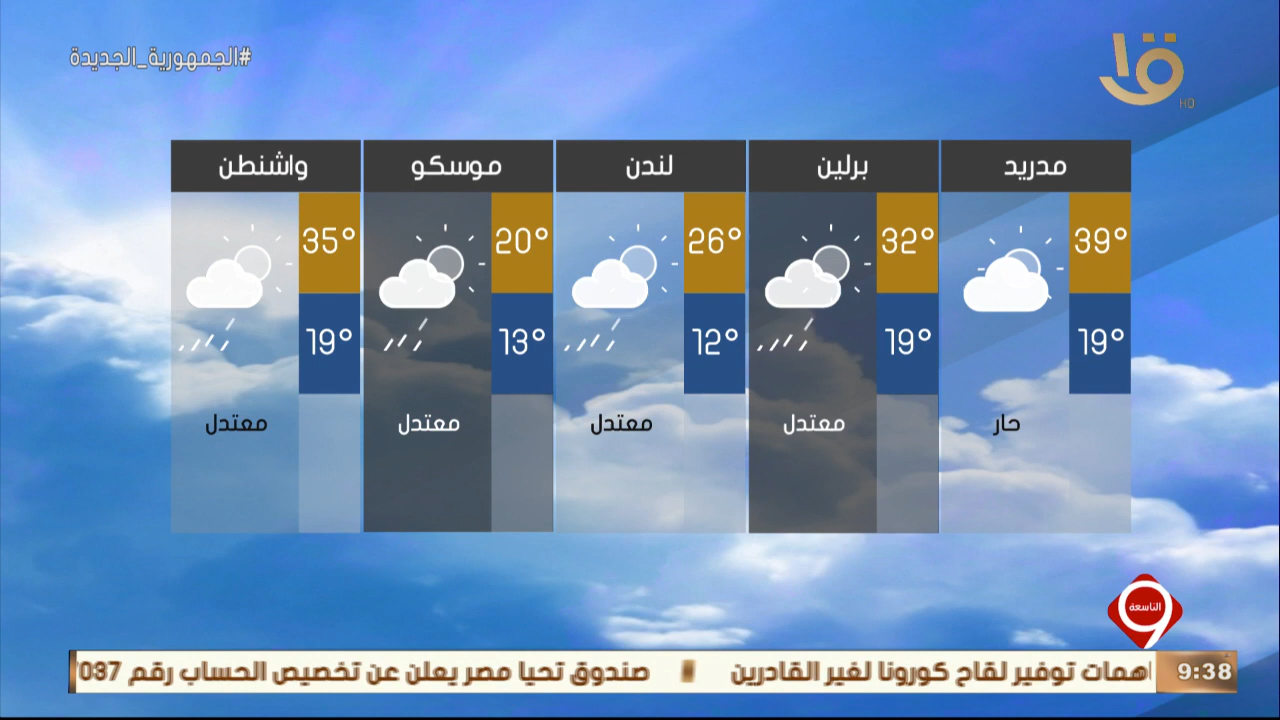 #الجمهورية_الجديدة
HD
مدريد
39°
19°
حار
برلين
32°
19°
معتدل
لندن
26°
12°
معتدل
موسكو
20°
13°
معتدل
واشنطن
35°
19°
معتدل
التاسعة
9
9:38
اهمات توفير لقاح كورونا لغير القادرين
صندوق تحيا مصر يعلن عن تخصيص الحساب رقم 037